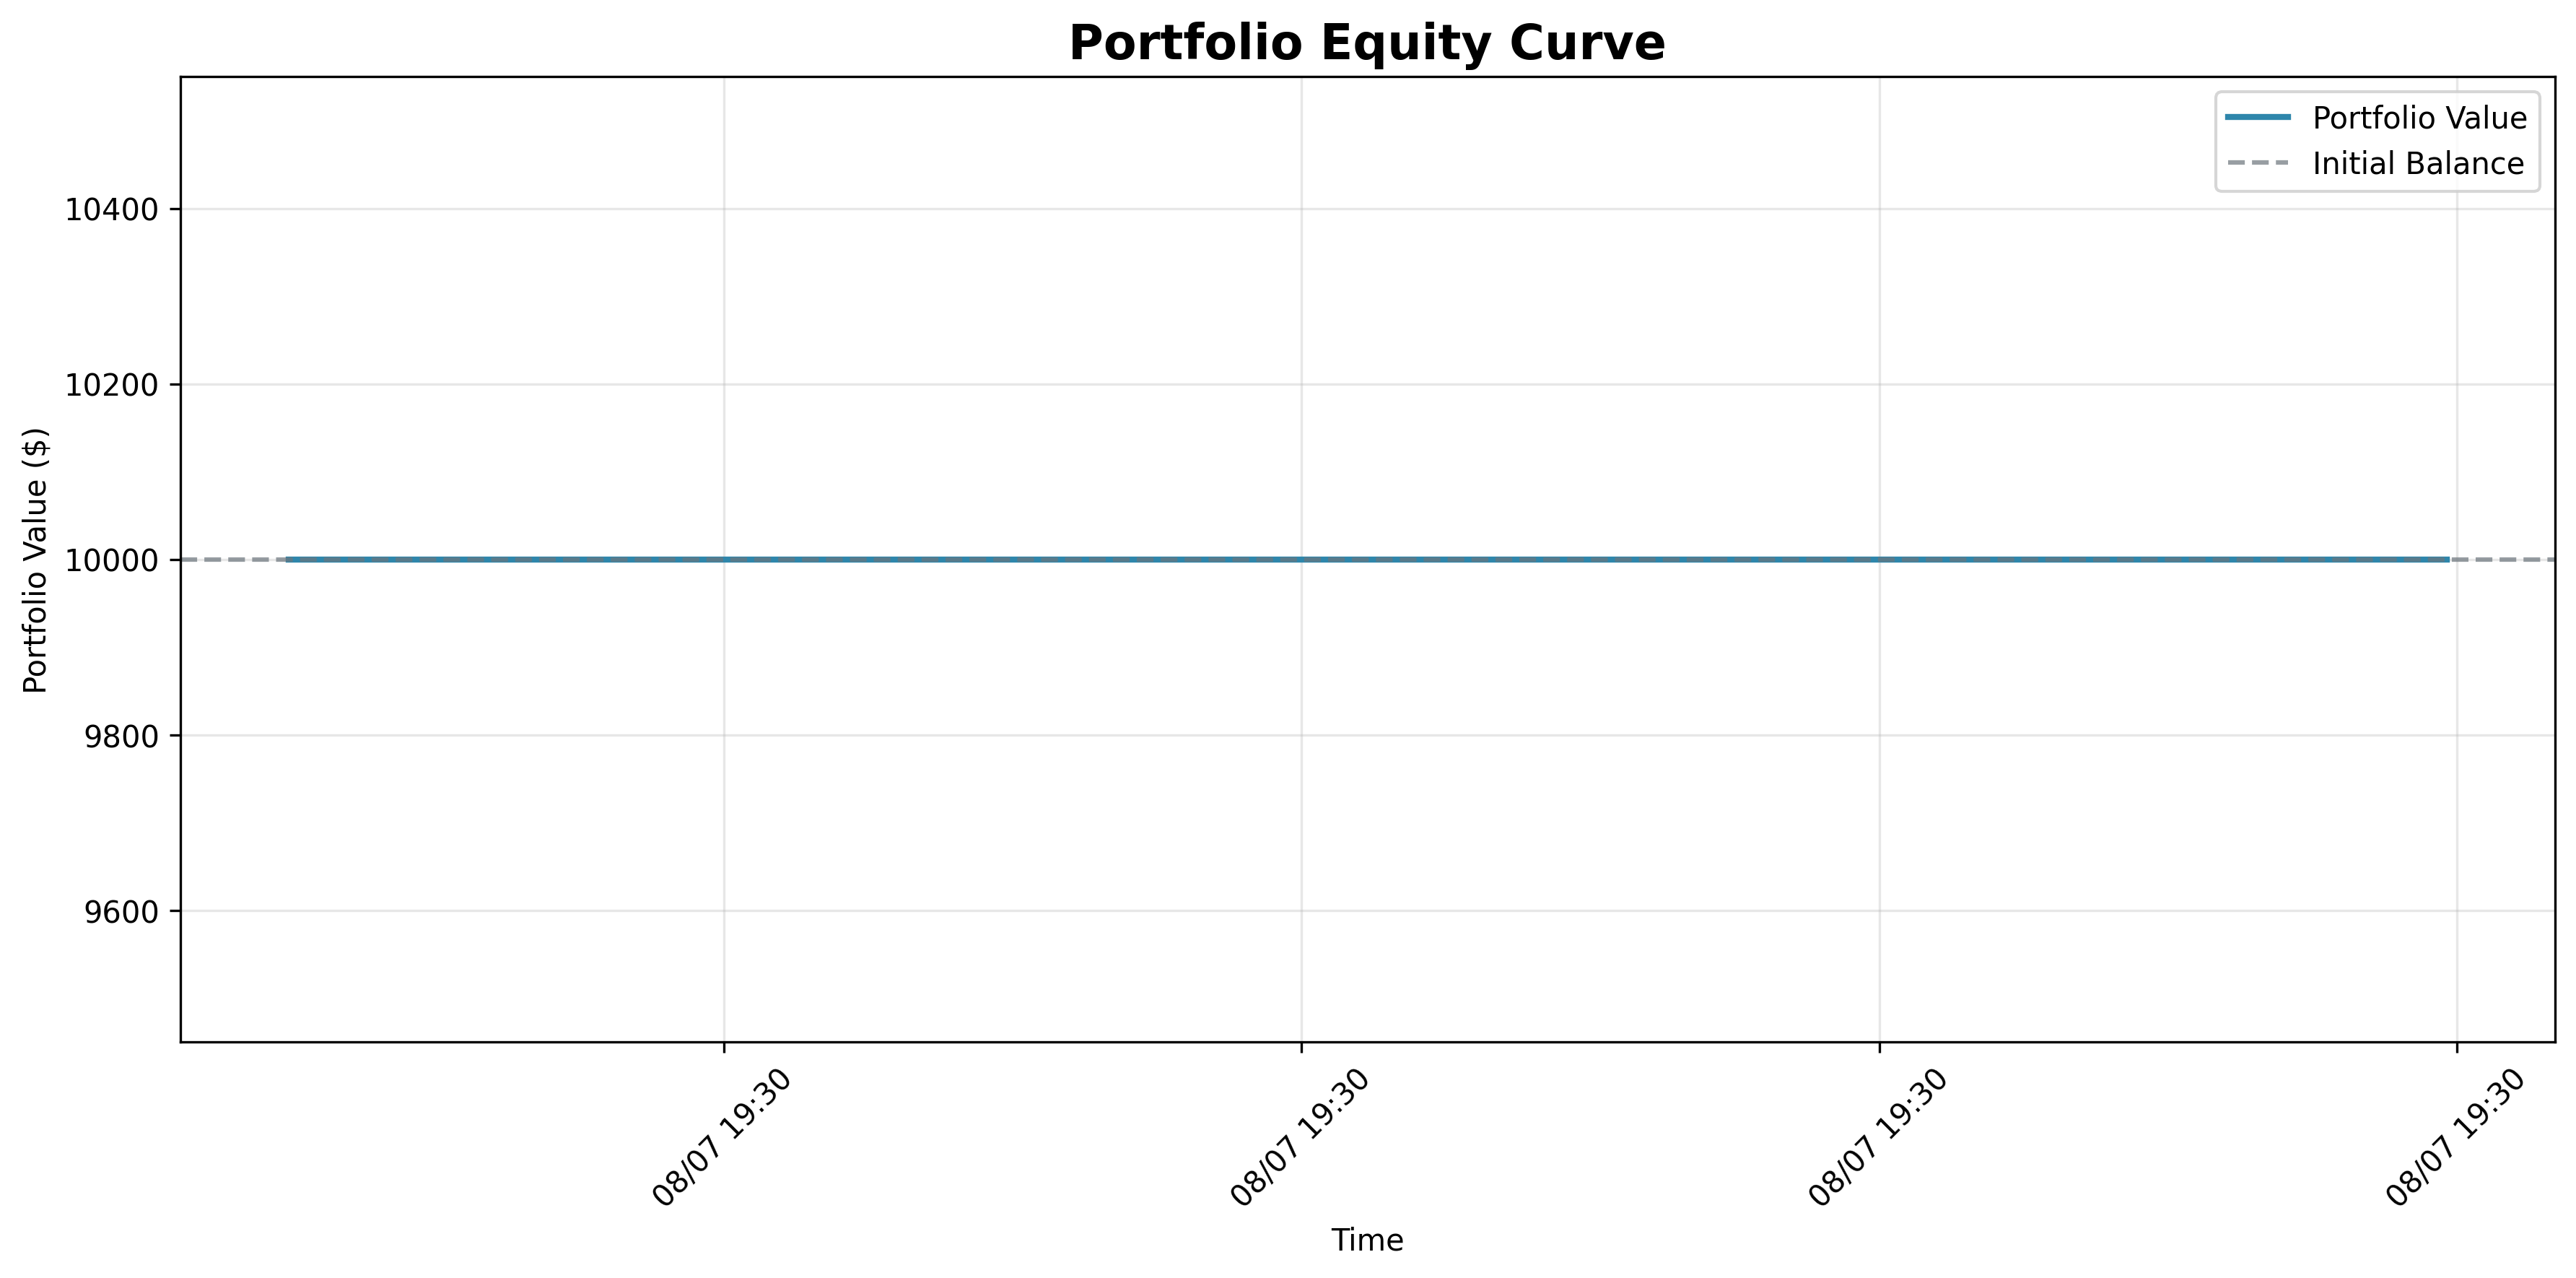 Portfolio Equity Curve
Portfolio Value
Initial Balance
Portfolio Value ($)
10400
10200
10000
9800
9600
08/07 19:30
08/07 19:30
08/07 19:30
08/07 19:30
Time